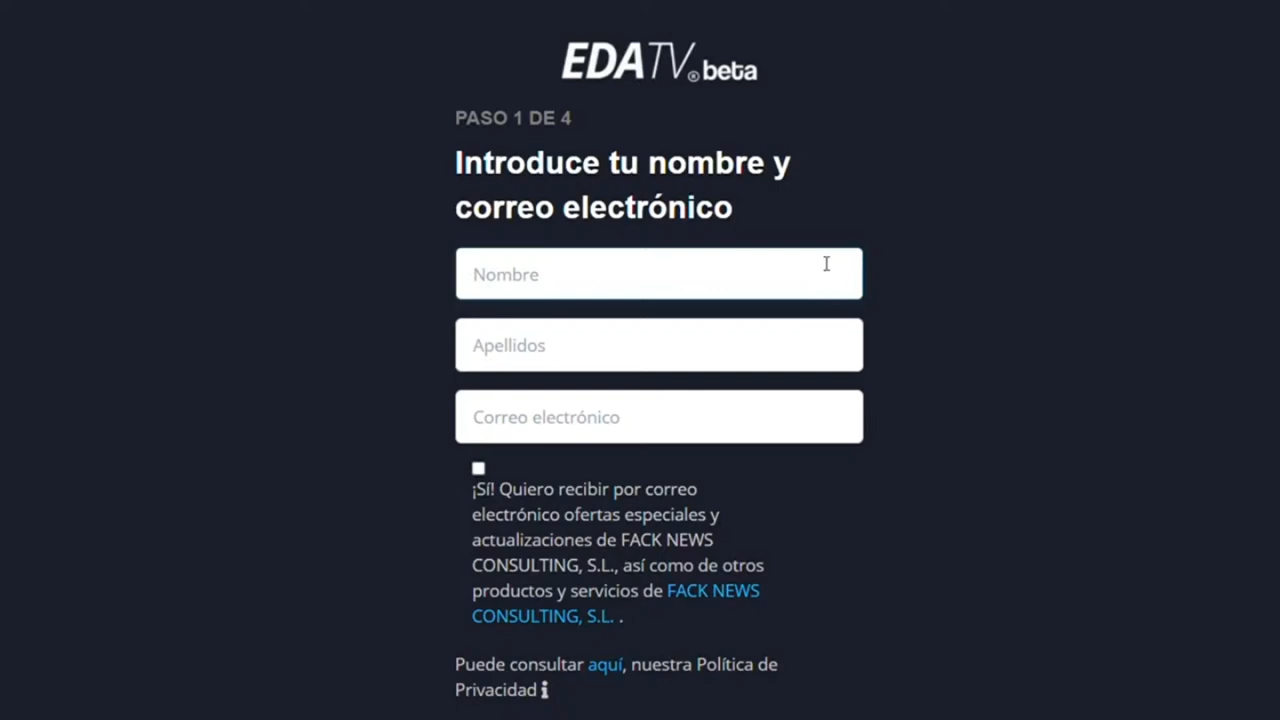 EDATV® beta
PASO 1 DE 4
Introduce tu nombre y
correo electrónico
Nombre
Apellidos
Correo electrónico
¡Sí! Quiero recibir por correo
electrónico ofertas especiales y
actualizaciones de FACK NEWS
CONSULTING, S.L., así como de otros
productos y servicios de FACK NEWS
CONSULTING, S.L. .
Puede consultar aquí, nuestra Política de
Privacidad ℹ